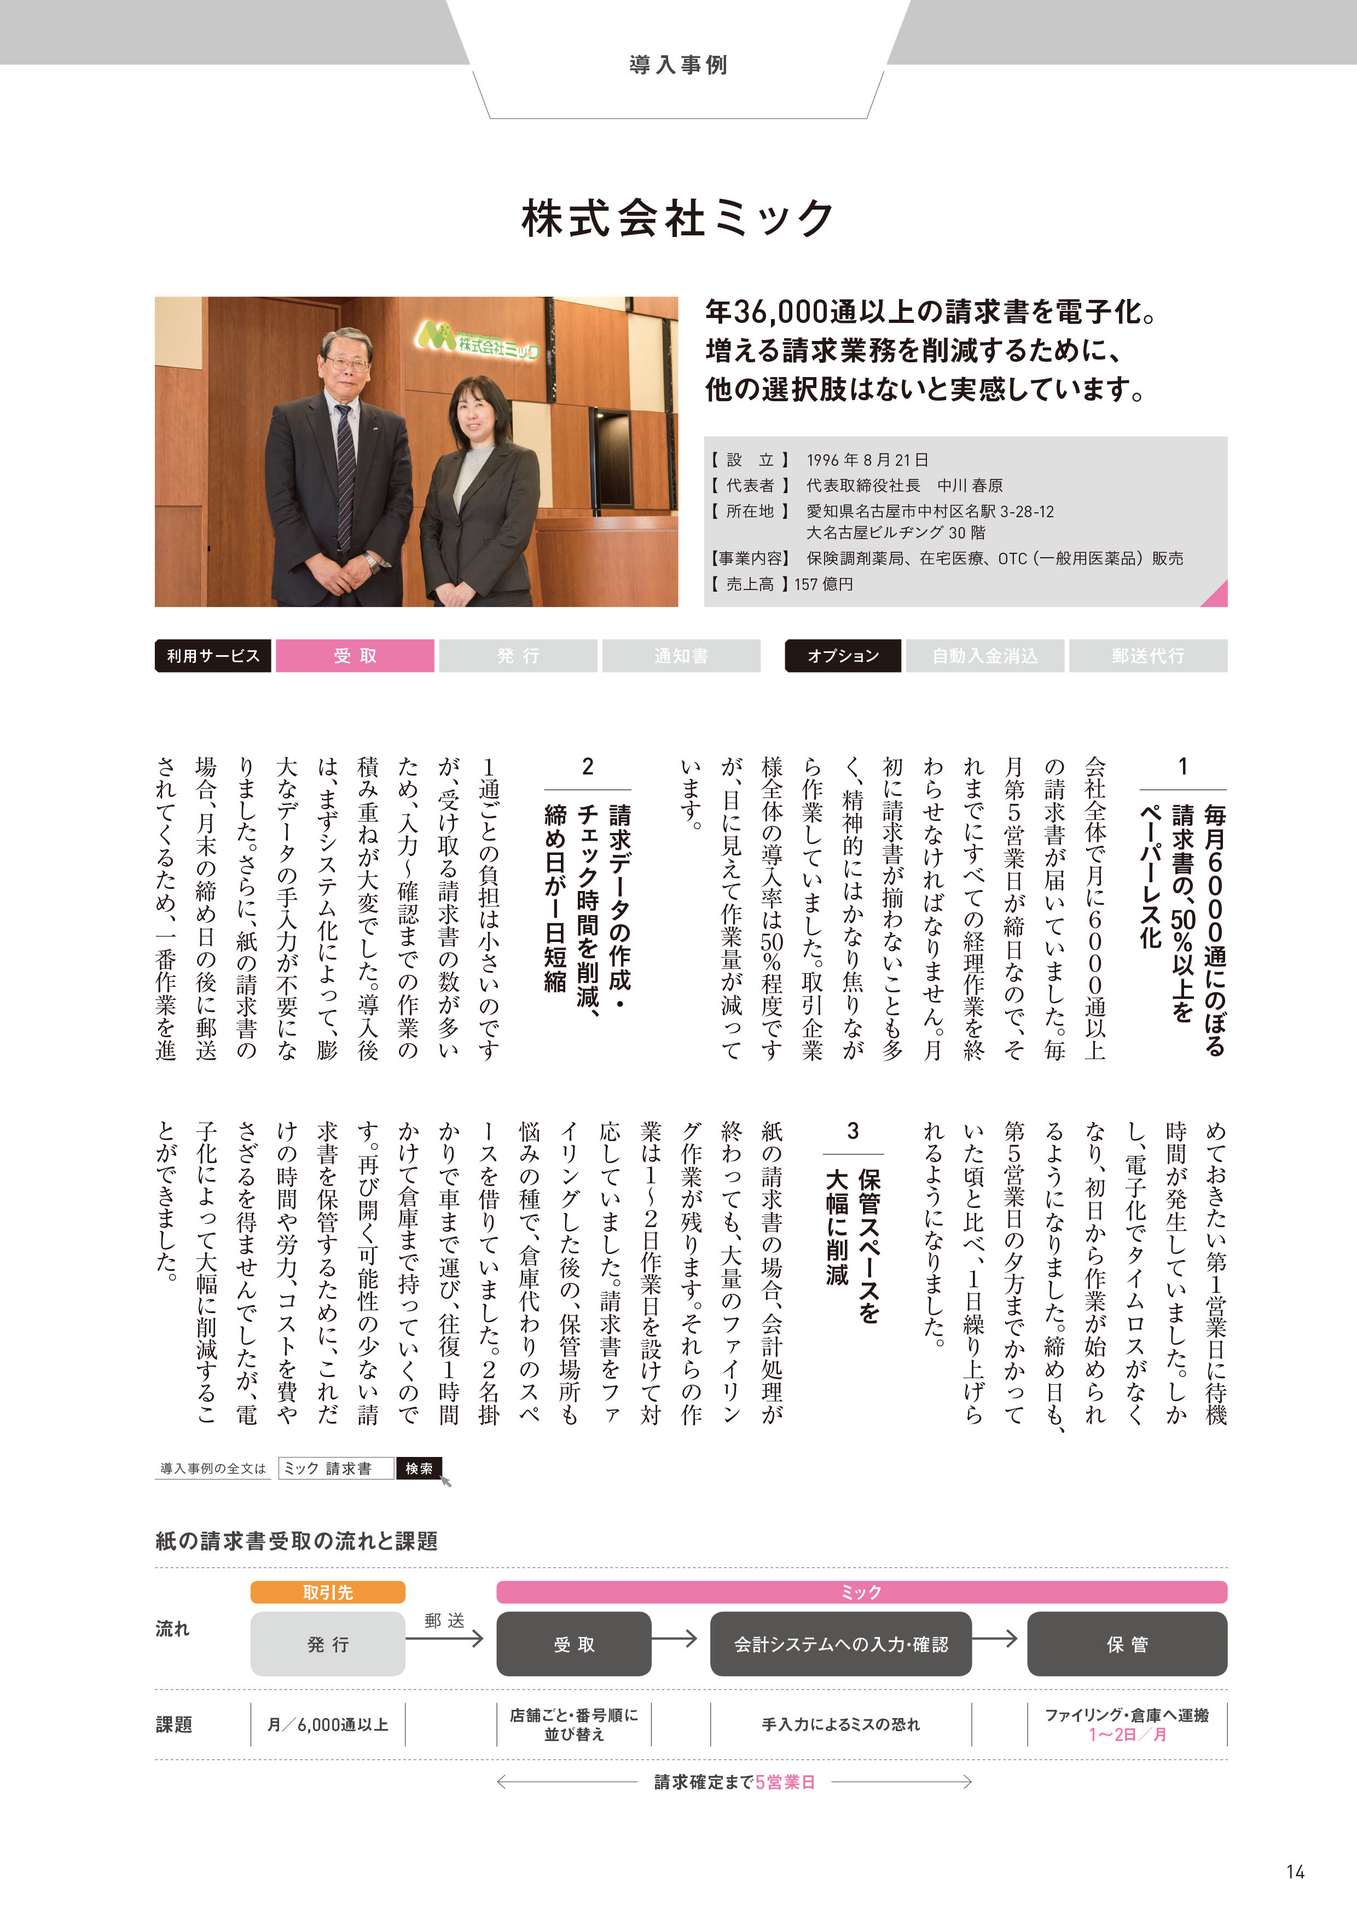 導入事例
株式会社ミック
株式会社ミック
年36,000通以上の請求書を電子化。
増える請求業務を削減するために、
他の選択肢はないと実感しています。
【 設　立 】 1996 年 8 月 21 日
【 代表者 】 代表取締役社長　中川 春原
【 所在地 】 愛知県名古屋市中村区名駅 3-28-12
大名古屋ビルヂング 30 階
【事業内容】 保険調剤薬局、在宅医療、OTC（一般用医薬品）販売
【 売上高 】157 億円
利用サービス 受 取 発 行 通知書 オプション 自動入金消込 郵送代行
1
毎月6000通にのぼる
請求書の、50％以上を
ペーパーレス化
会社全体で月に6000通以上
の請求書が届いていました。毎
月第5営業日が締日なので、そ
れまでにすべての経理作業を終
わらせなければなりません。月
初に請求書が揃わないことも多
く、精神的にはかなり焦りなが
ら作業していました。取引企業
様全体の導入率は50％程度です
が、目に見えて作業量が減って
います。
2
請求データの作成・
チェック時間を削減、
締め日が一日短縮
1通ごとの負担は小さいのです
が、受け取る請求書の数が多い
ため、入力～確認までの作業の
積み重ねが大変でした。導入後
は、まずシステム化によって、膨
大なデータの手入力が不要にな
りました。さらに、紙の請求書の
場合、月末の締め日の後に郵送
されてくるため、一番作業を進
めておきたい第1営業日に待機
時間が発生していました。しか
し、電子化でタイムロスがなく
なり、初日から作業が始められ
るようになりました。締め日も、
第5営業日の夕方までかかって
いた頃と比べ、1日繰り上げら
れるようになりました。
3
保管スペースを
大幅に削減
紙の請求書の場合、会計処理が
終わっても、大量のファイリン
グ作業が残ります。それらの作
業は1～2日作業日を設けて対
応していました。請求書をファ
イリングした後の、保管場所も
悩みの種で、倉庫代わりのスペ
ースを借りていました。2名掛
かりで車まで運び、往復1時間
かけて倉庫まで持っていくので
す。再び開く可能性の少ない請
求書を保管するために、これだ
けの時間や労力、コストを費や
さざるを得ませんでしたが、電
子化によって大幅に削減するこ
とができました。
導入事例の全文は ミック 請求書 検索
紙の請求書受取の流れと課題
取引先 ミック
流れ 発 行 郵 送 受 取 会計システムへの入力・確認 保 管
課題 月／6,000通以上 店舗ごと・番号順に
並び替え
手入力によるミスの恐れ
ファイリング・倉庫へ運搬
1～2日／月
請求確定まで5営業日
14